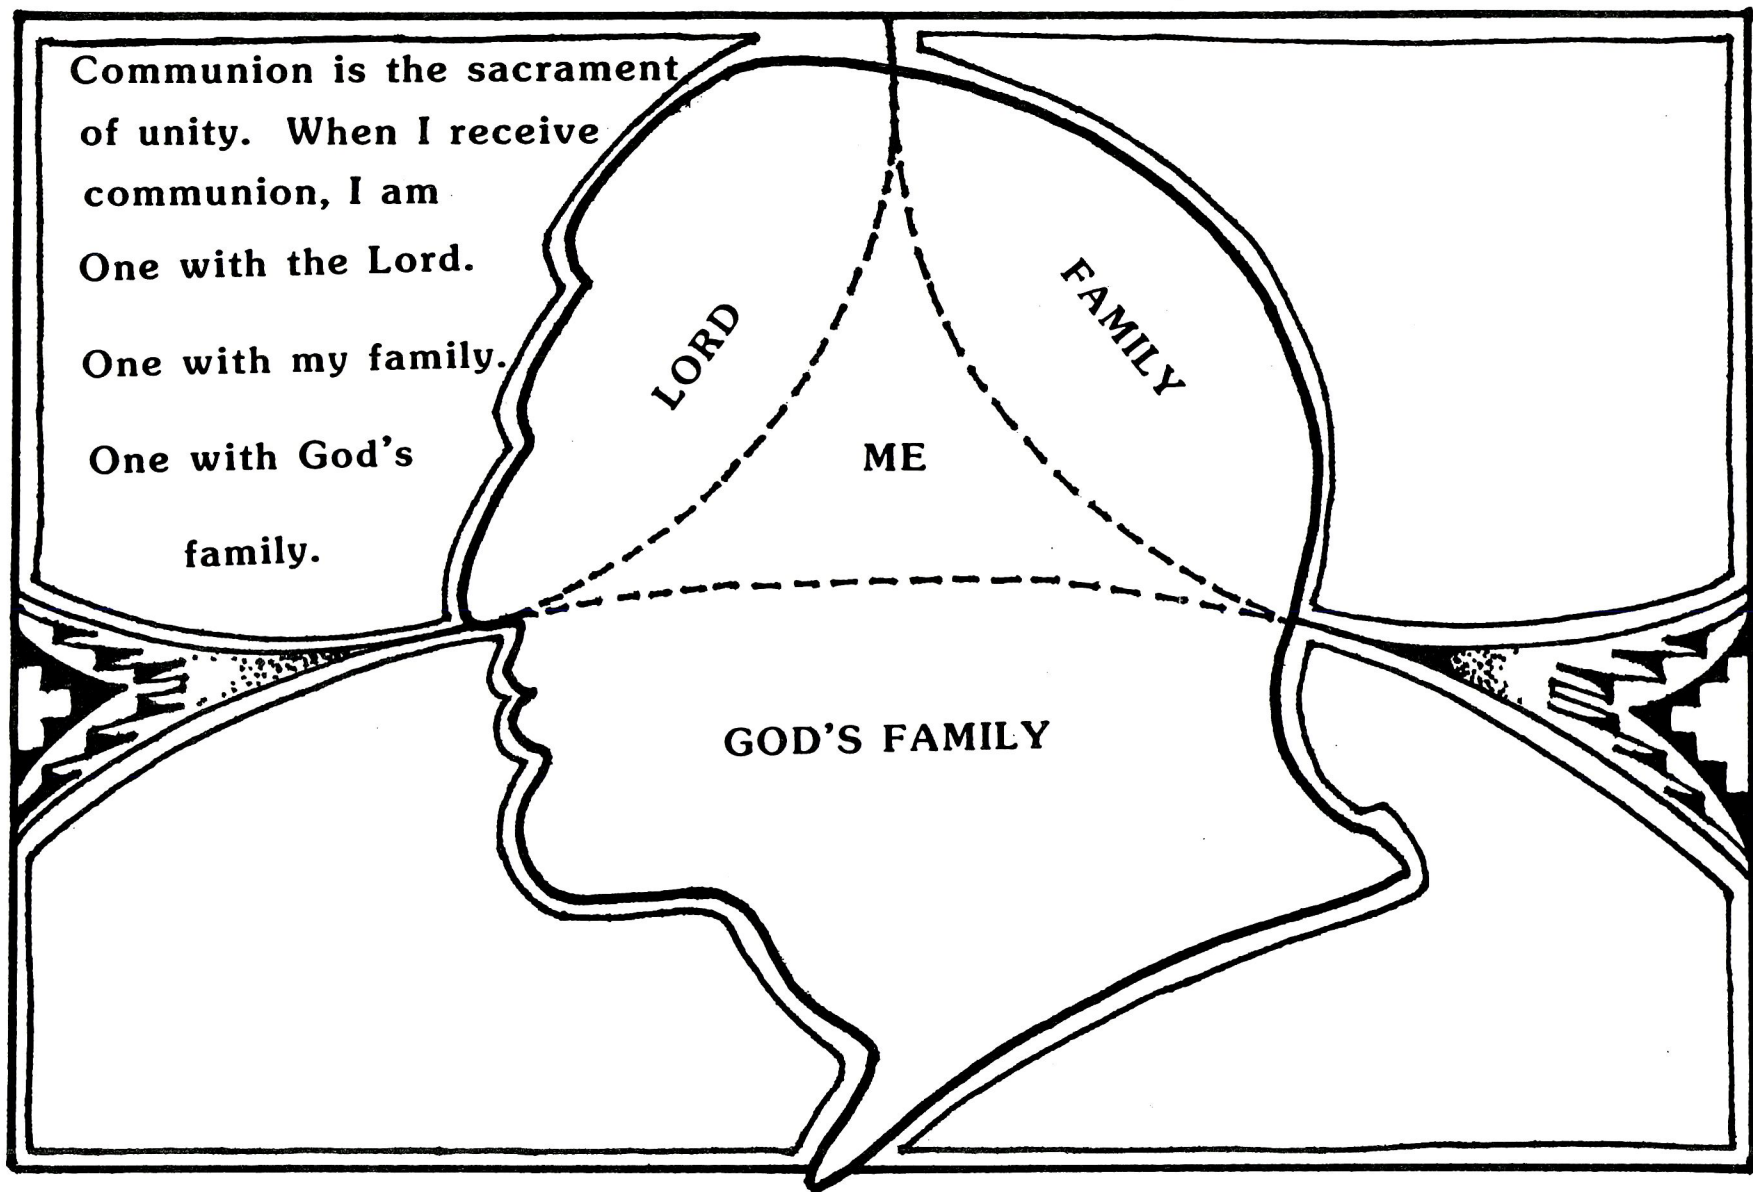 Communion is the sacrament
of unity. When I receive
communion, I am
One with the Lord.
One with my family.
One with God's
family.
LORD
FAMILY
ME
GOD'S FAMILY